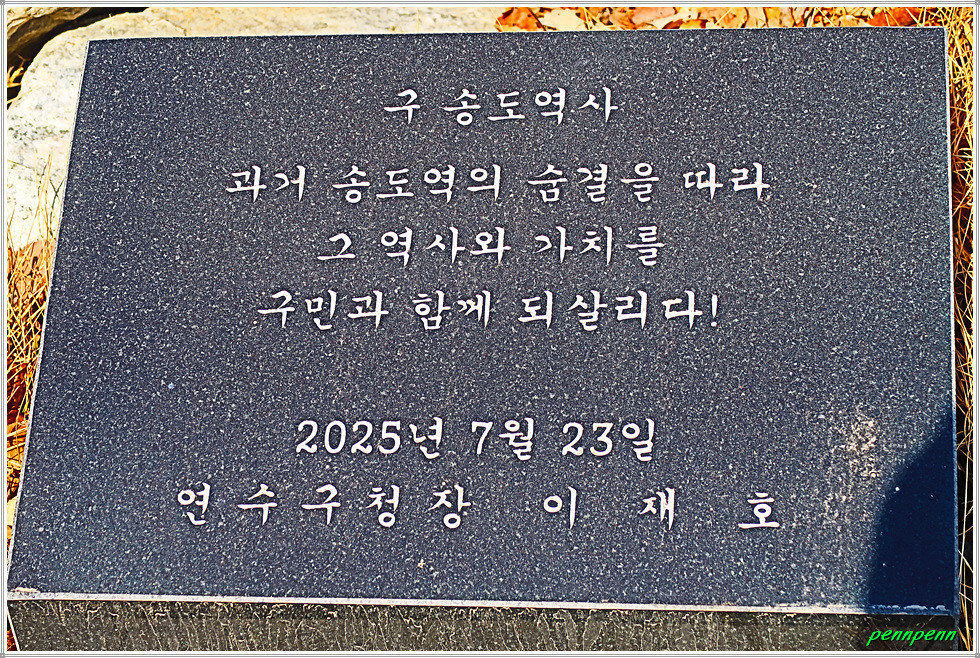 구 송도역사
과거 송도역의 숨결을 따라
그 역사와 가치를
구민과 함께 되살리다!
2025년 7월 23일
연수구청장 이재호
pennpenn